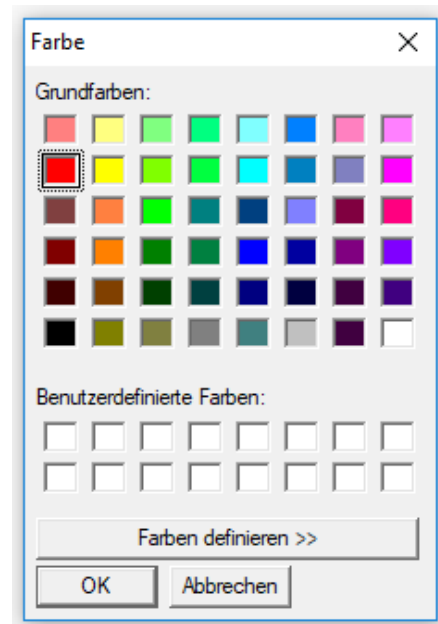 Farbe
Grundfarben:
Benutzerdefinierte Farben:
Farben definieren >>
OK Abbrechen